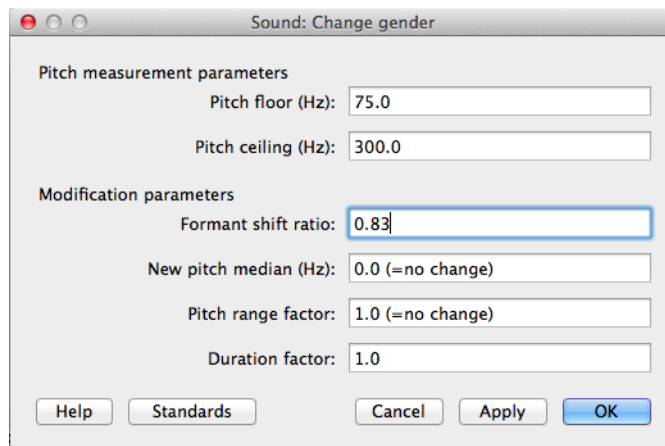 Sound: Change gender
Pitch measurement parameters
Pitch floor (Hz): 75.0
Pitch ceiling (Hz): 300.0
Modification parameters
Formant shift ratio: 0.83
New pitch median (Hz): 0.0 (=no change)
Pitch range factor: 1.0 (=no change)
Duration factor: 1.0
Help Standards Cancel Apply OK